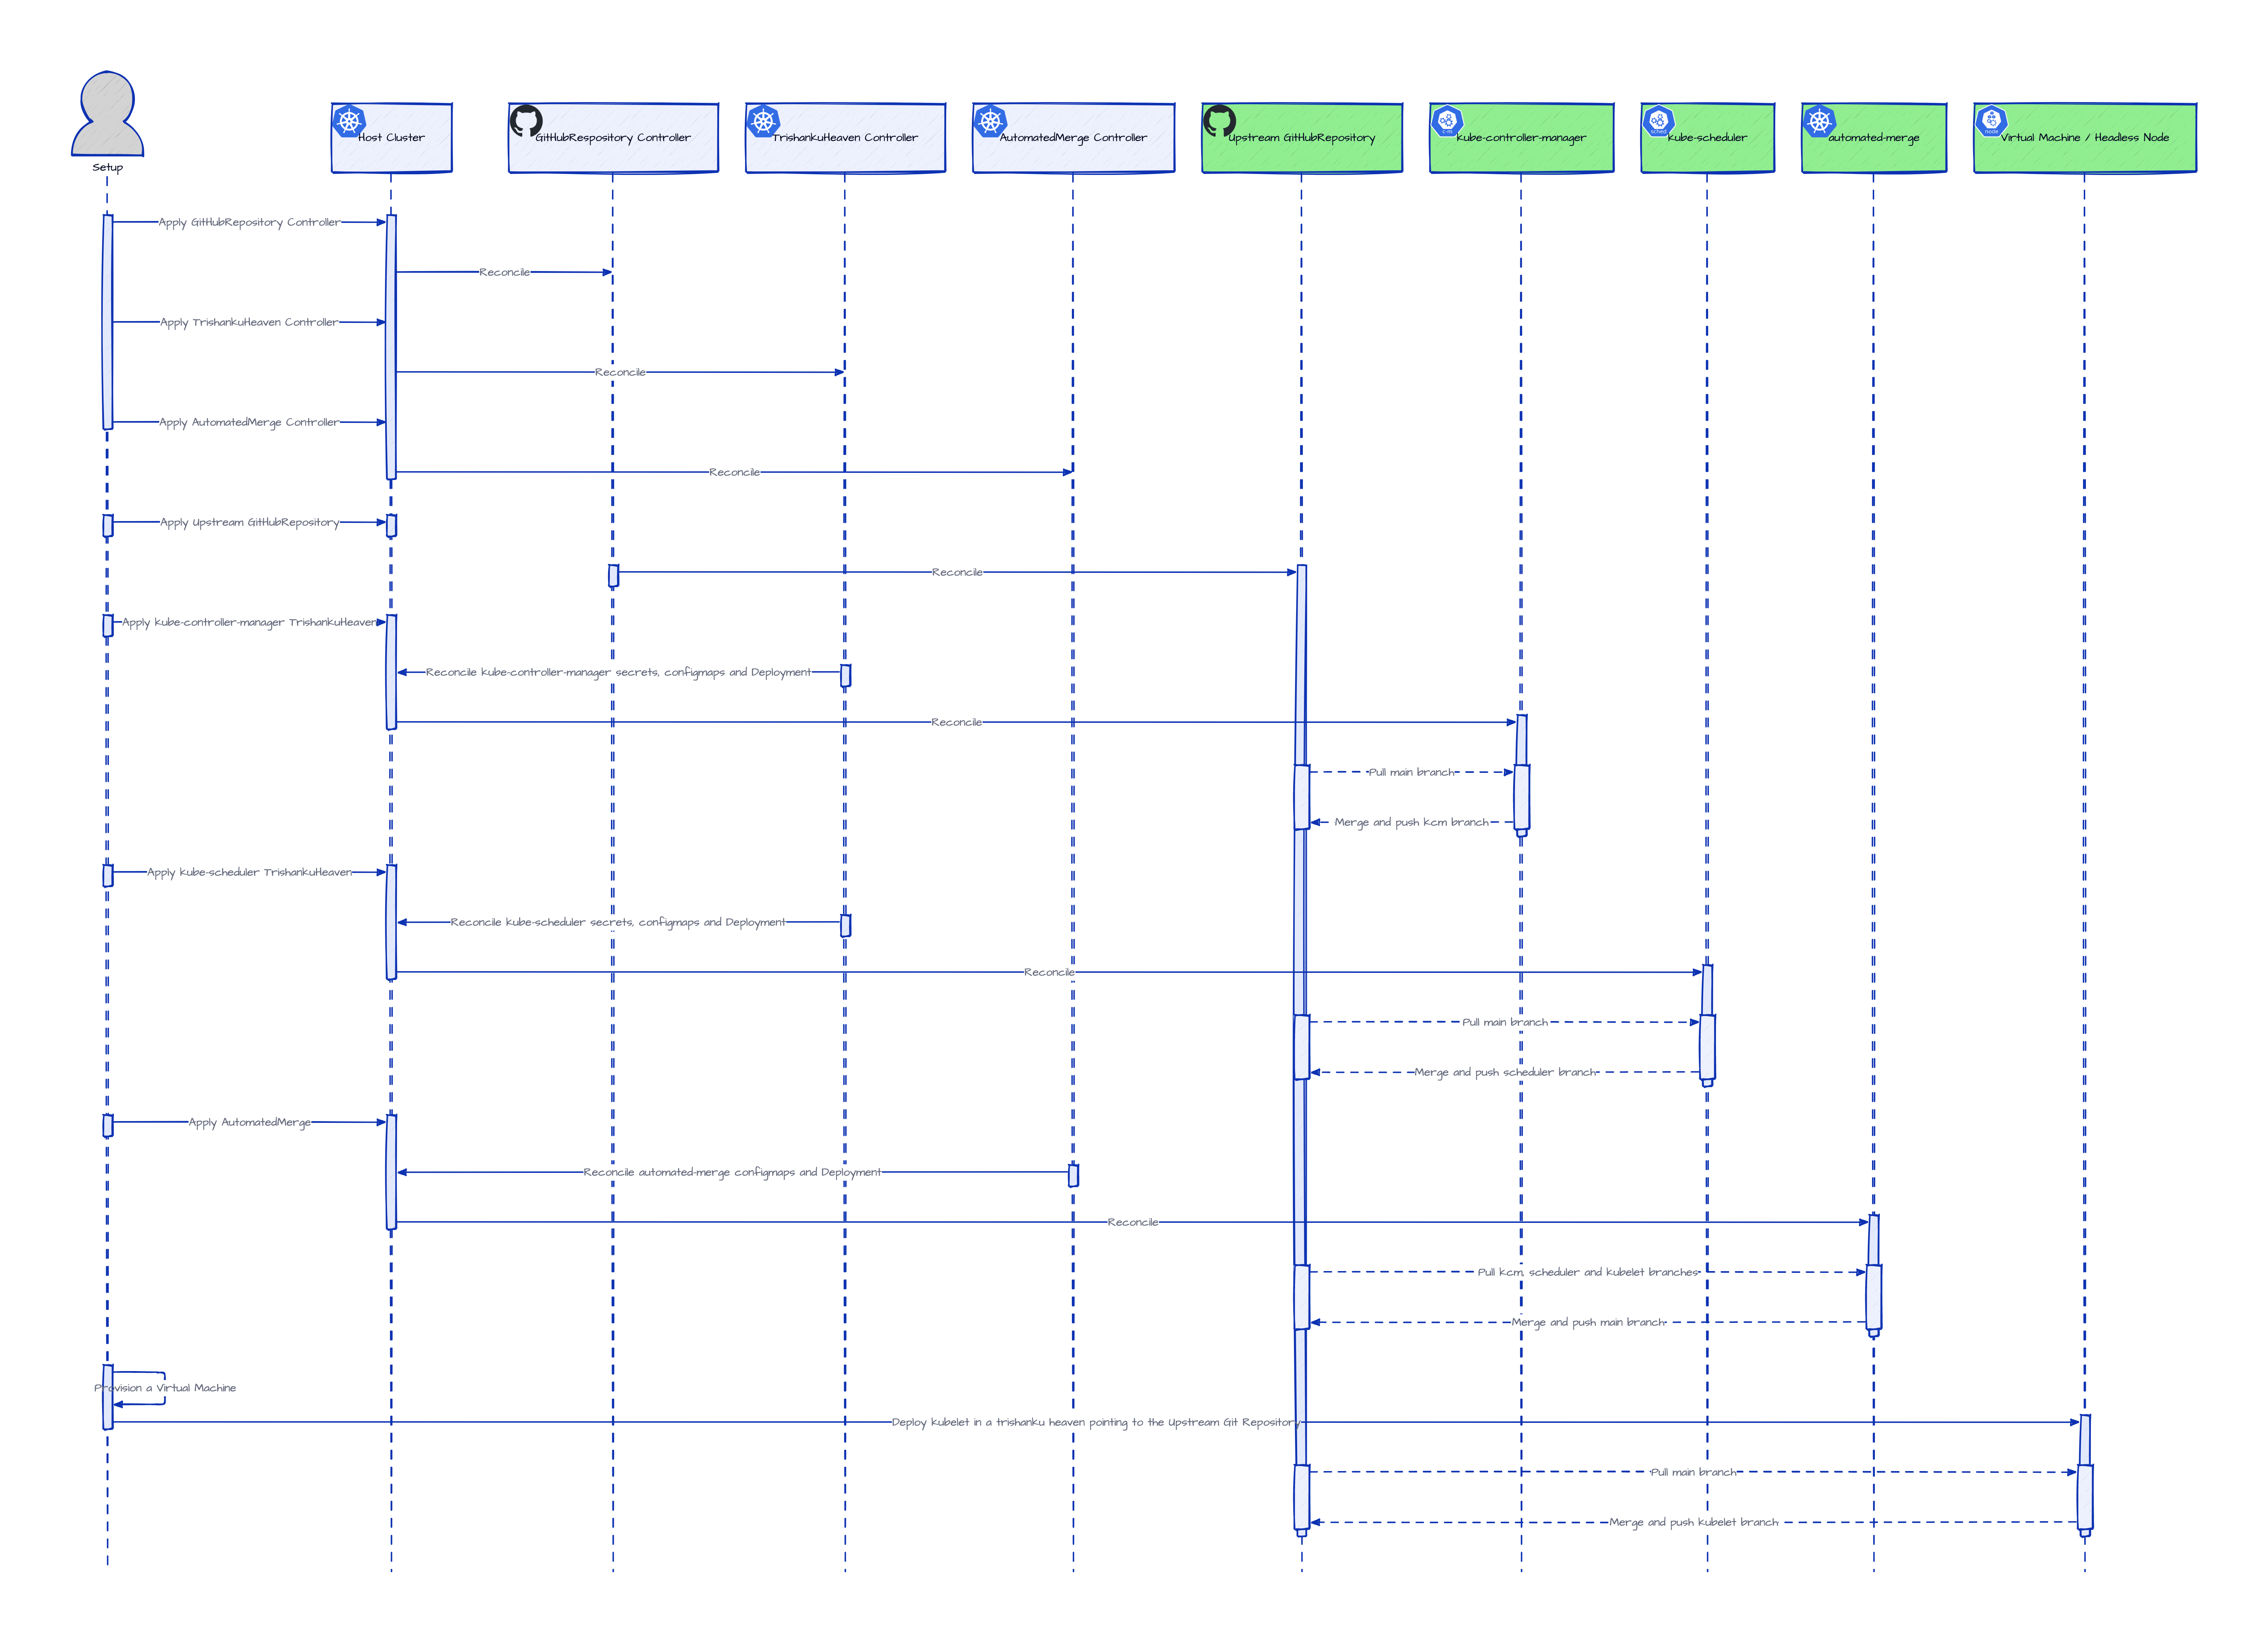 Setup
Host Cluster
GitHubRespository Controller
TrishankuHeaven Controller
AutomatedMerge Controller
Upstream GitHubRepository
c-m
kube-controller-manager
sched
kube-scheduler
automated-merge
node
Virtual Machine / Headless Node
Apply GitHubRepository Controller
Reconcile
Apply TrishankuHeaven Controller
Reconcile
Apply AutomatedMerge Controller
Reconcile
Apply Upstream GitHubRepository
Reconcile
Apply kube-controller-manager TrishankuHeaven
Reconcile kube-controller-manager secrets, configmaps and Deployment
Reconcile
Pull main branch
Merge and push kcm branch
Apply kube-scheduler TrishankuHeaven
Reconcile kube-scheduler secrets, configmaps and Deployment
Reconcile
Pull main branch
Merge and push scheduler branch
Apply AutomatedMerge
Reconcile automated-merge configmaps and Deployment
Reconcile
Pull kcm, scheduler and kubelet branches
Merge and push main branch
Provision a Virtual Machine
Deploy kubelet in a trishanku heaven pointing to the Upstream Git Repository
Pull main branch
Merge and push kubelet branch